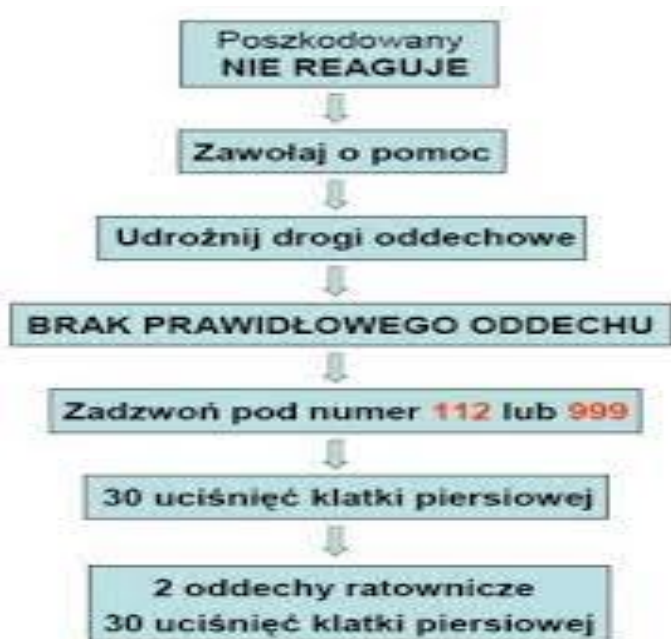 Poszkodowany
NIE REAGUJE
Zawołaj o pomoc
Udrożnij drogi oddechowe
BRAK PRAWIDŁOWEGO ODDECHU
Zadzwoń pod numer 112 lub 999
30 uciśnięć klatki piersiowej
2 oddechy ratownicze
30 uciśnięć klatki piersiowej